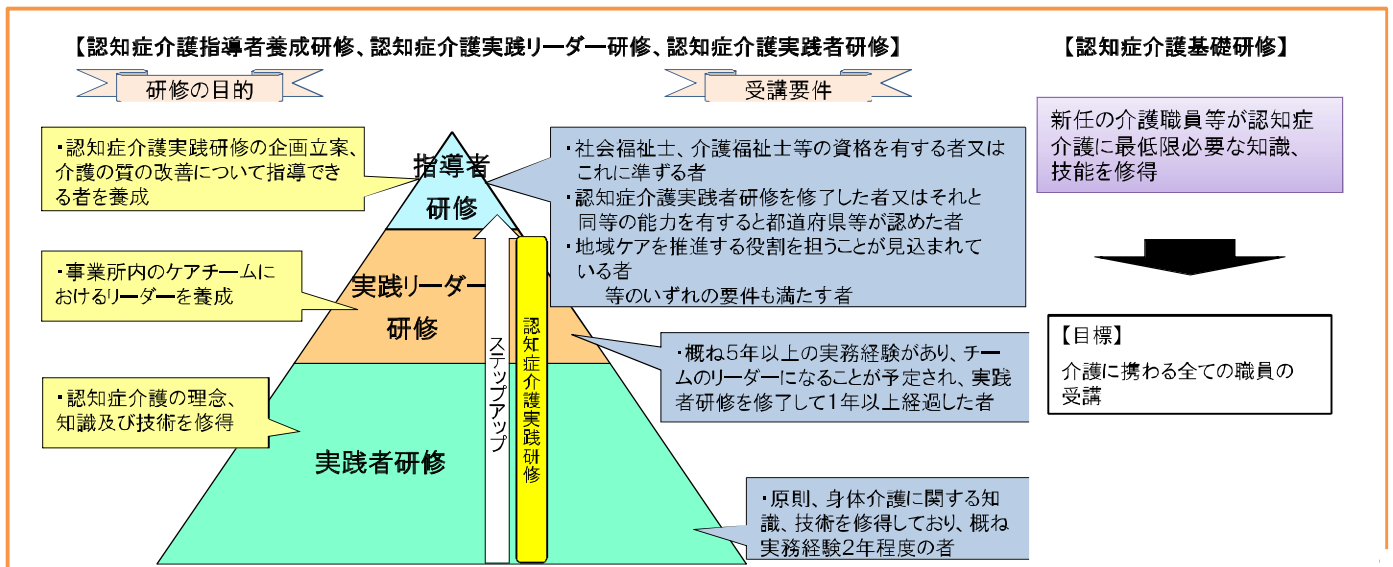 【認知症介護指導者養成研修、認知症介護実践リーダー研修、認知症介護実践者研修】
研修の目的
受講要件
・認知症介護実践研修の企画立案、
介護の質の改善について指導でき
る者を養成
・事業所内のケアチームに
おけるリーダーを養成
・認知症介護の理念、
知識及び技術を修得
指導者
研修
実践リーダー
研修
実践者研修
ステップアップ
認知症介護実践研修
・社会福祉士、介護福祉士等の資格を有する者又は
これに準ずる者
・認知症介護実践者研修を修了した者又はそれと
同等の能力を有すると都道府県等が認めた者
・地域ケアを推進する役割を担うことが見込まれて
いる者
等のいずれの要件も満たす者
・概ね5年以上の実務経験があり、チー
ムのリーダーになることが予定され、実践
者研修を修了して1年以上経過した者
・原則、身体介護に関する知
識、技術を修得しており、概ね
実務経験2年程度の者
【認知症介護基礎研修】
新任の介護職員等が認知症
介護に最低限必要な知識、
技能を修得
【目標】
介護に携わる全ての職員の
受講